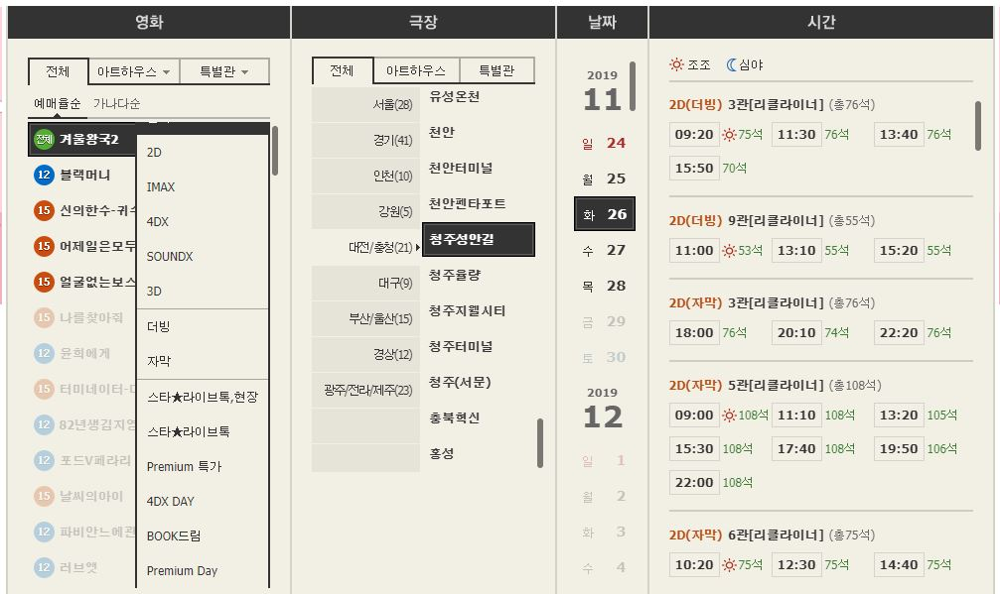 영화
전체
아트하우스
특별관
예매율순 가나다순
전체 겨울왕국2
12 블랙머니
15 신의한수-귀수
15 어제일은모두
15 얼굴없는보스
15 나를찾아줘
12 윤희에게
15 터미네이터-다
12 82년생김지영
12 포드V페라리
15 날씨의아이
12 파비안느에관
12 러브앳
2D
IMAX
4DX
SOUNDX
3D
더빙
자막
스타★라이브톡,현장
스타★라이브톡
Premium 특가
4DX DAY
BOOK드림
Premium Day
극장
전체
아트하우스
특별관
서울(28)
경기(41)
인천(10)
강원(5)
대전/충청(21)
대구(9)
부산/울산(15)
경상(12)
광주/전라/제주(23)
유성온천
천안
천안터미널
천안펜타포트
청주성안길
청주율량
청주지웰시티
청주터미널
청주(서문)
충북혁신
홍성
날짜
2019
11
일 24
월 25
화 26
수 27
목 28
금 29
토 30
2019
12
일 1
월 2
화 3
수 4
시간
조조 심야
2D(더빙) 3관[리클라이너] (총76석)
09:20 75석 11:30 76석 13:40 76석
15:50 70석
2D(더빙) 9관[리클라이너] (총55석)
11:00 53석 13:10 55석 15:20 55석
2D(자막) 3관[리클라이너] (총76석)
18:00 76석 20:10 74석 22:20 76석
2D(자막) 5관[리클라이너] (총108석)
09:00 108석 11:10 108석 13:20 105석
15:30 108석 17:40 108석 19:50 106석
22:00 108석
2D(자막) 6관[리클라이너] (총75석)
10:20 75석 12:30 75석 14:40 75석